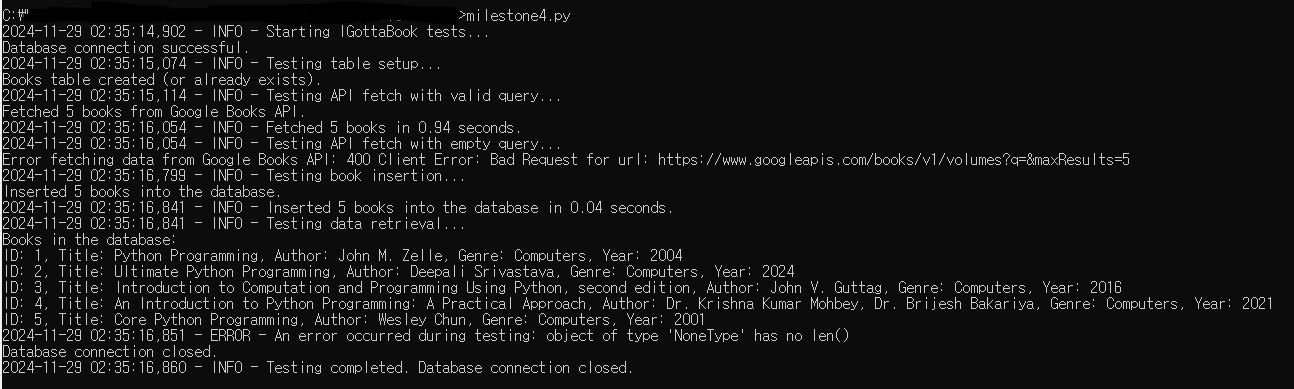 C:\" >milestone4.py
2024-11-29 02:35:14,902 - INFO - Starting IGottaBook tests...
Database connection successful.
2024-11-29 02:35:15,074 - INFO - Testing table setup...
Books table created (or already exists).
2024-11-29 02:35:15,114 - INFO - Testing API fetch with valid query...
Fetched 5 books from Google Books API.
2024-11-29 02:35:16,054 - INFO - Fetched 5 books in 0.94 seconds.
2024-11-29 02:35:16,054 - INFO - Testing API fetch with empty query...
Error fetching data from Google Books API: 400 Client Error: Bad Request for url: https://www.googleapis.com/books/v1/volumes?q=&maxResults=5
2024-11-29 02:35:16,799 - INFO - Testing book insertion...
Inserted 5 books into the database.
2024-11-29 02:35:16,841 - INFO - Inserted 5 books into the database in 0.04 seconds.
2024-11-29 02:35:16,841 - INFO - Testing data retrieval...
Books in the database:
ID: 1, Title: Python Programming, Author: John M. Zelle, Genre: Computers, Year: 2004
ID: 2, Title: Ultimate Python Programming, Author: Deepali Srivastava, Genre: Computers, Year: 2024
ID: 3, Title: Introduction to Computation and Programming Using Python, second edition, Author: John V. Guttag, Genre: Computers, Year: 2016
ID: 4, Title: An Introduction to Python Programming: A Practical Approach, Author: Dr. Krishna Kumar Mohbey, Dr. Brijesh Bakariya, Genre: Computers, Year: 2021
ID: 5, Title: Core Python Programming, Author: Wesley Chun, Genre: Computers, Year: 2001
2024-11-29 02:35:16,851 - ERROR - An error occurred during testing: object of type 'NoneType' has no len()
Database connection closed.
2024-11-29 02:35:16,860 - INFO - Testing completed. Database connection closed.